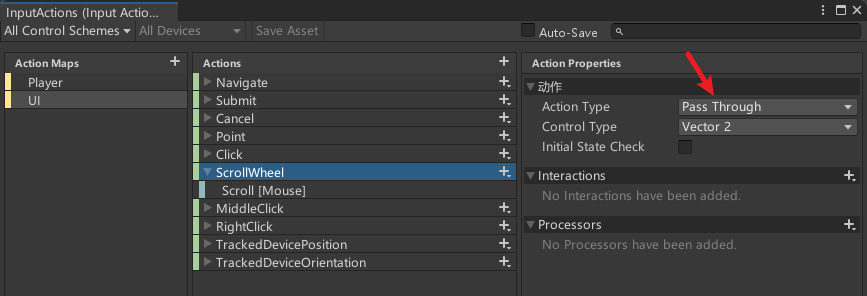 InputActions (Input Actio...
All Control Schemes All Devices Save Asset Auto-Save
Action Maps
Player
UI
Actions
Navigate
Submit
Cancel
Point
Click
ScrollWheel
Scroll [Mouse]
MiddleClick
RightClick
TrackedDevicePosition
TrackedDeviceOrientation
Action Properties
动作
Action Type Pass Through
Control Type Vector 2
Initial State Check
Interactions
No Interactions have been added.
Processors
No Processors have been added.